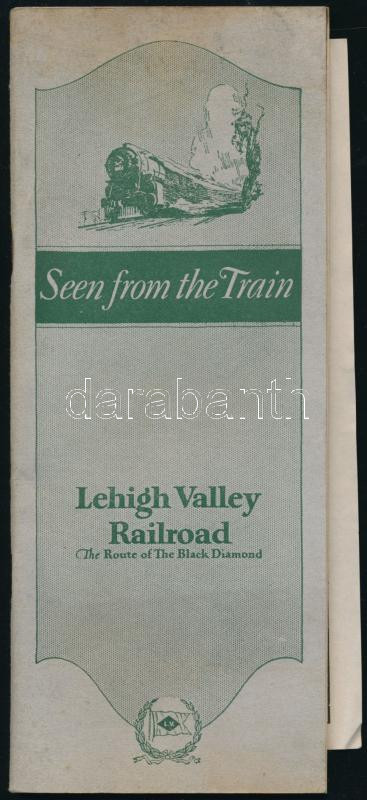 Seen from the Train
darabanth
Lehigh Valley
Railroad
The Route of The Black Diamond
L.V.